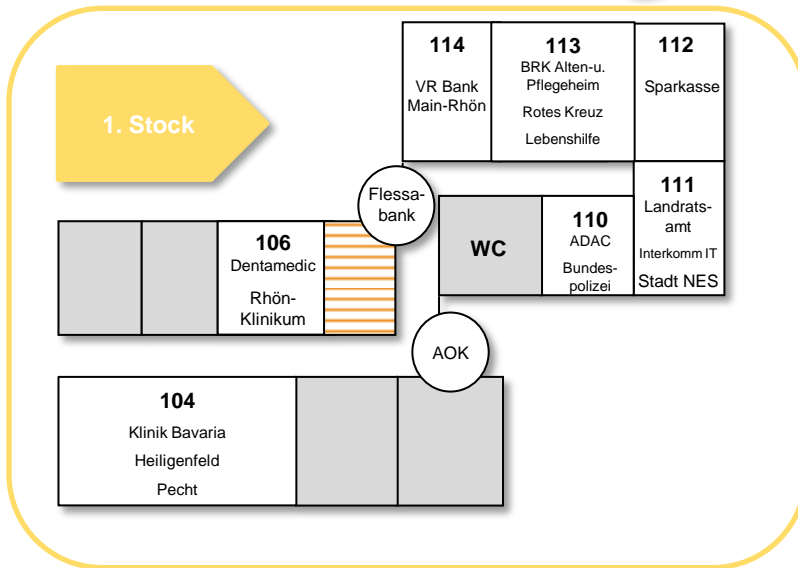 1. Stock
114
VR Bank
Main-Rhön
113
BRK Alten-u.
Pflegeheim
Rotes Kreuz
Lebenshilfe
112
Sparkasse
Flessa-
bank
111
Landrats-
amt
Interkomm IT
Stadt NES
WC
110
ADAC
Bundes-
polizei
106
Dentamedic
Rhön-
Klinikum
AOK
104
Klinik Bavaria
Heiligenfeld
Pecht